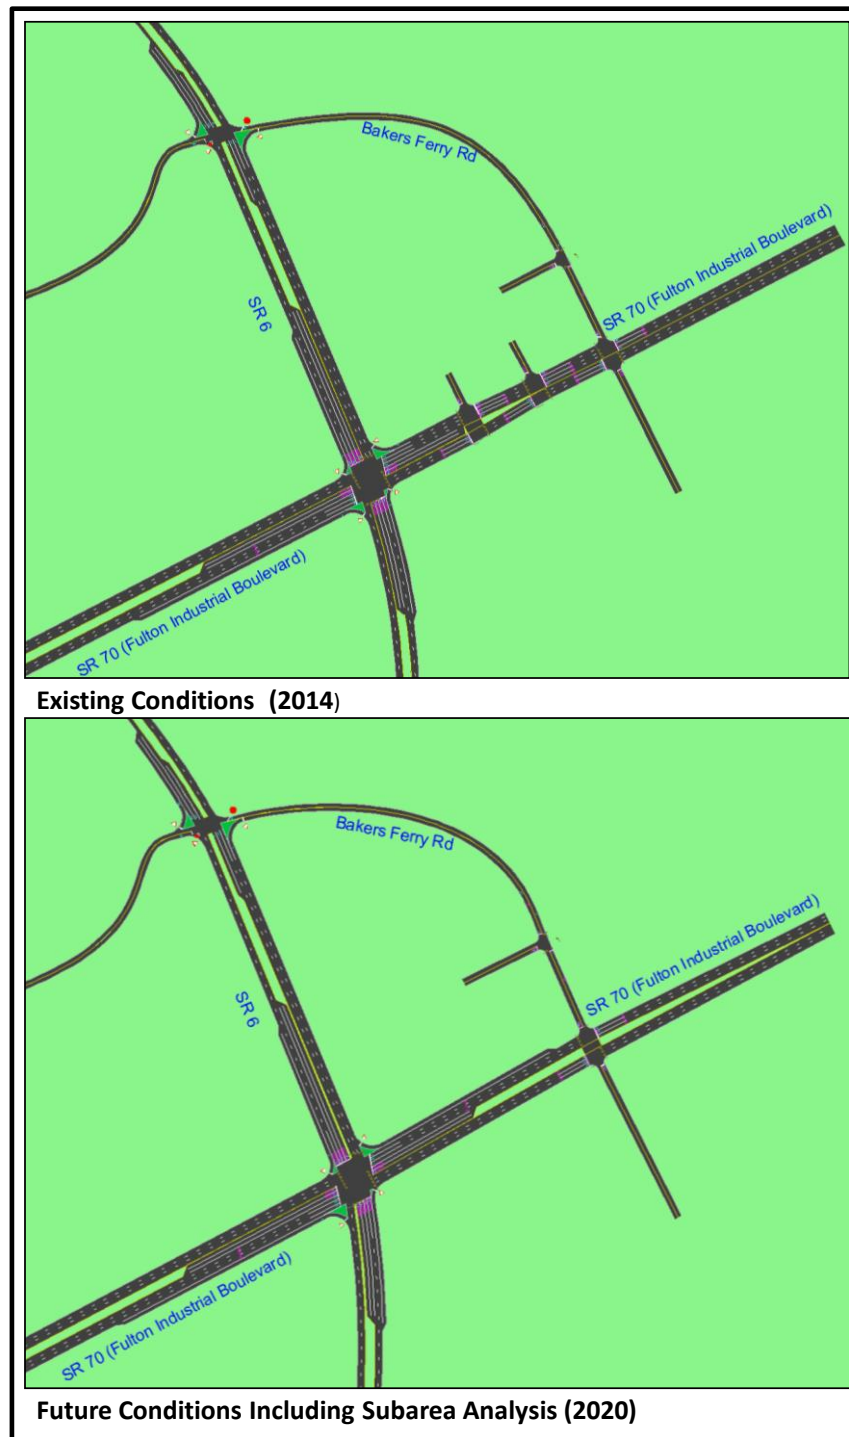 Bakers Ferry Rd
SR 70 (Fulton Industrial Boulevard)
SR 6
SR 70 (Fulton Industrial Boulevard)
Existing Conditions (2014)
Bakers Ferry Rd
SR 70 (Fulton Industrial Boulevard)
SR 6
SR 70 (Fulton Industrial Boulevard)
Future Conditions Including Subarea Analysis (2020)